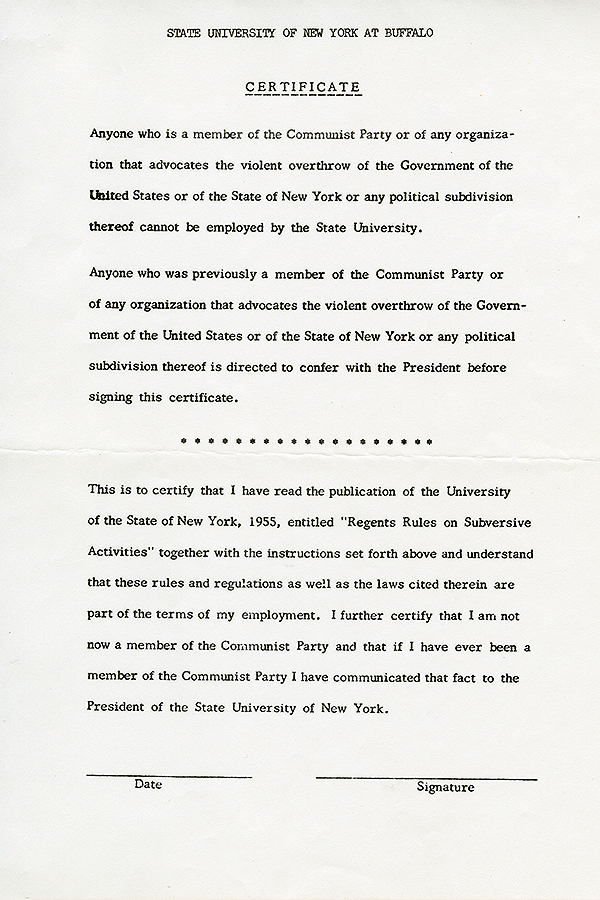 STATE UNIVERSITY OF NEW YORK AT BUFFALO
CERTIFICATE
Anyone who is a member of the Communist Party or of any organiza-
tion that advocates the violent overthrow of the Government of the
United States or of the State of New York or any political subdivision
thereof cannot be employed by the State University.
Anyone who was previously a member of the Communist Party or
of any organization that advocates the violent overthrow of the Govern-
ment of the United States or of the State of New York or any political
subdivision thereof is directed to confer with the President before
signing this certificate.
* * * * * * * * * * * * * * * * * * *
This is to certify that I have read the publication of the University
of the State of New York, 1955, entitled "Regents Rules on Subversive
Activities" together with the instructions set forth above and understand
that these rules and regulations as well as the laws cited therein are
part of the terms of my employment. I further certify that I am not
now a member of the Communist Party and that if I have ever been a
member of the Communist Party I have communicated that fact to the
President of the State University of New York.
Date Signature